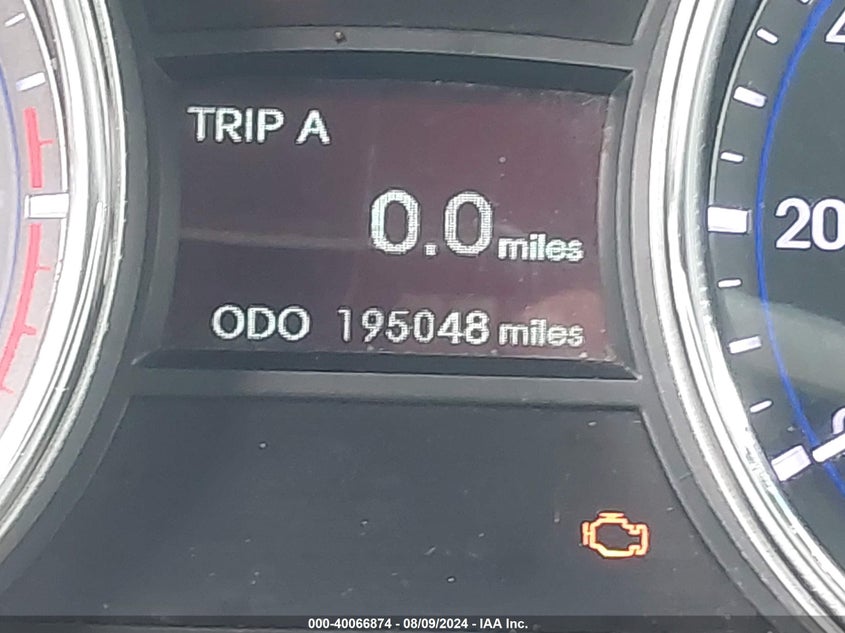 TRIP A
0.0 miles
20
ODO 195048 miles
000-40066874 - 08/09/2024 - IAA Inc.